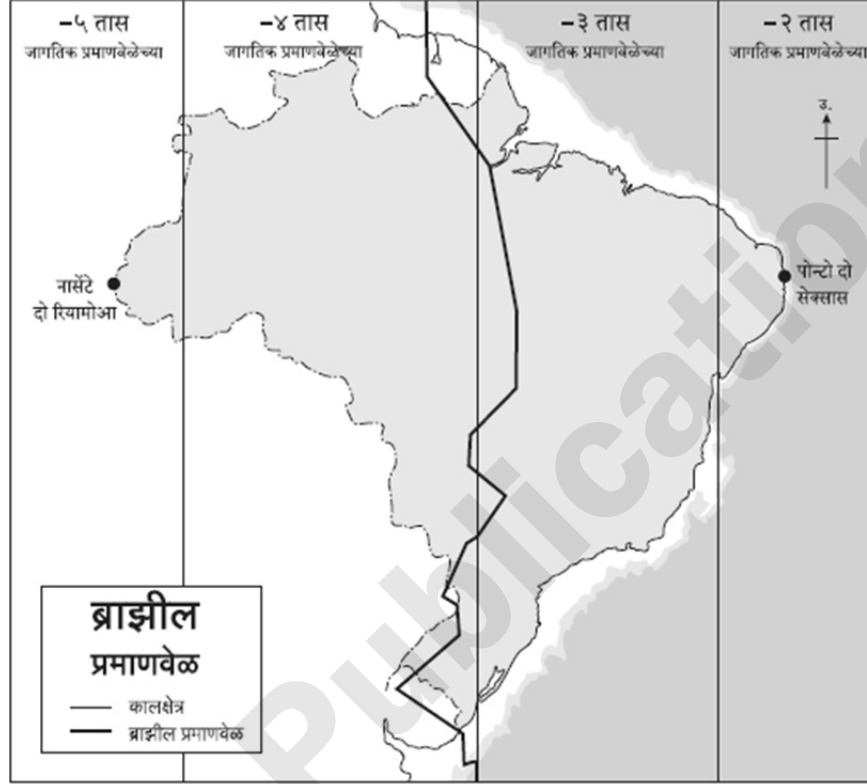 –५ तास
जागतिक प्रमाणवेळेच्या
–४ तास
जागतिक प्रमाणवेळेच्या
–३ तास
जागतिक प्रमाणवेळेच्या
–२ तास
जागतिक प्रमाणवेळेच्या
उ.
नासेंटे
दो रियामोआ
पोन्टो दो
सेक्सास
ब्राझील
प्रमाणवेळ
कालक्षेत्र
ब्राझील प्रमाणवेळ
Publication